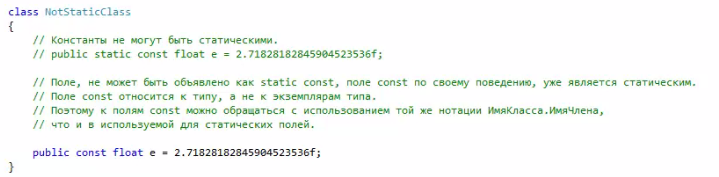 class NotStaticClass
{
// Константы не могут быть статическими.
// public static const float e = 2.71828182845904523536f;
// Поле, не может быть объявлено как static const, поле const по своему поведению, уже является статическим.
// Поле const относится к типу, а не к экземплярам типа.
// Поэтому к полям const можно обращаться с использованием той же нотации ИмяКласса.ИмяЧлена,
// что и в используемой для статических полей.
public const float e = 2.71828182845904523536f;
}